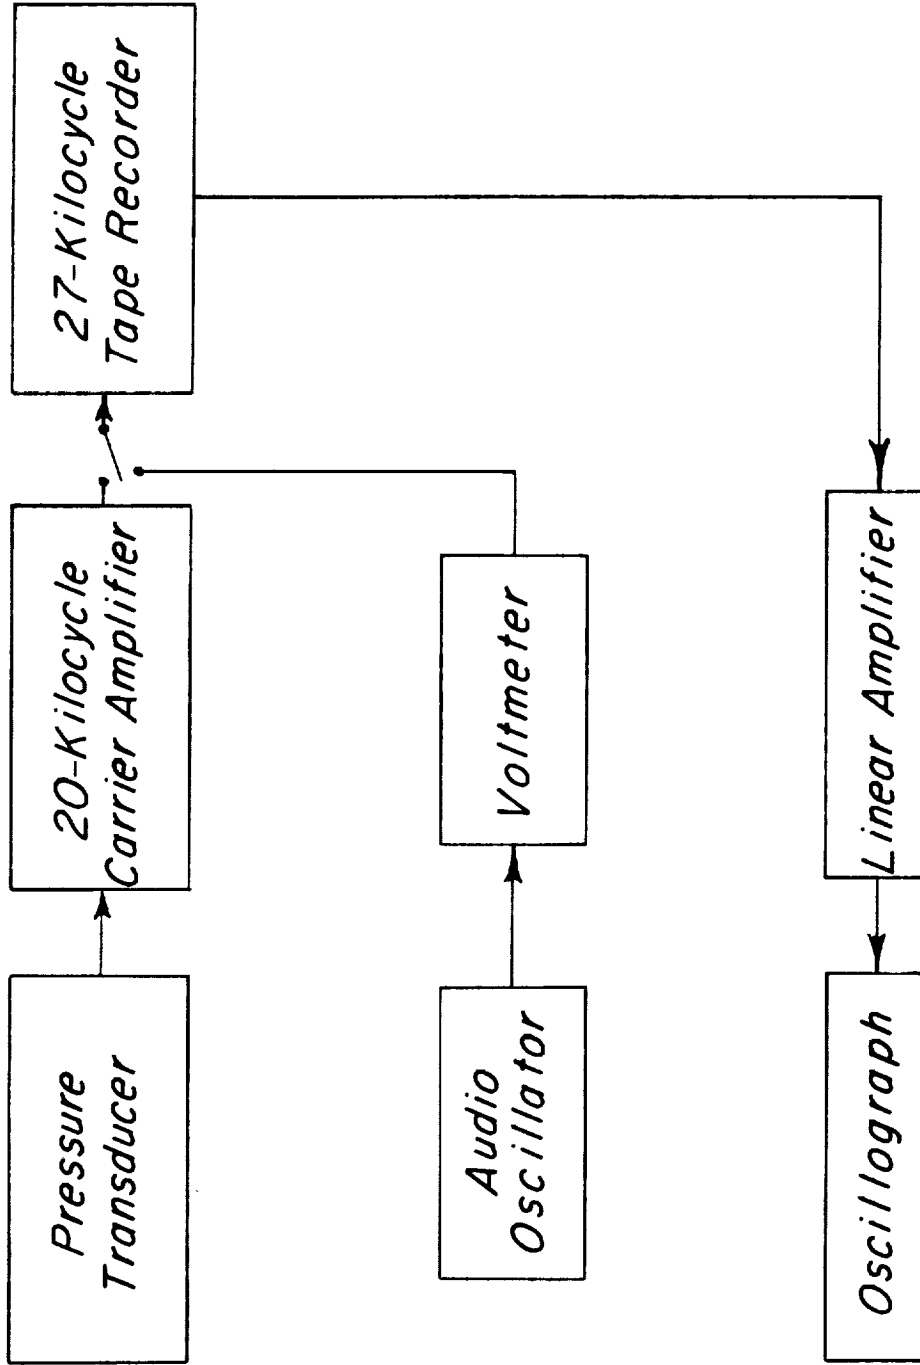 Pressure
Transducer
20-Kilocycle
Carrier Amplifier
27-Kilocycle
Tape Recorder
Audio
Oscillator
Voltmeter
Oscillograph
Linear Amplifier